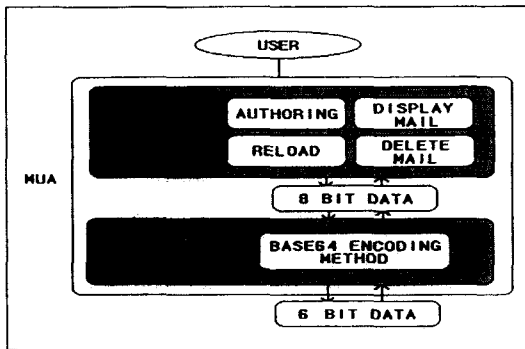 USER
AUTHORING
DISPLAY
MAIL
RELOAD
DELETE
MAIL
MUA
8 BIT DATA
BASE64 ENCODING
METHOD
6 BIT DATA